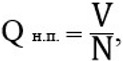 Q н.п. = V/N,